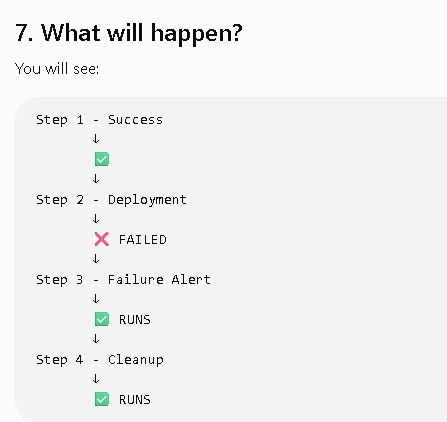 7. What will happen?
You will see:
Step 1 - Success
↓
✅
↓
Step 2 - Deployment
↓
❌ FAILED
↓
Step 3 - Failure Alert
↓
✅ RUNS
↓
Step 4 - Cleanup
↓
✅ RUNS